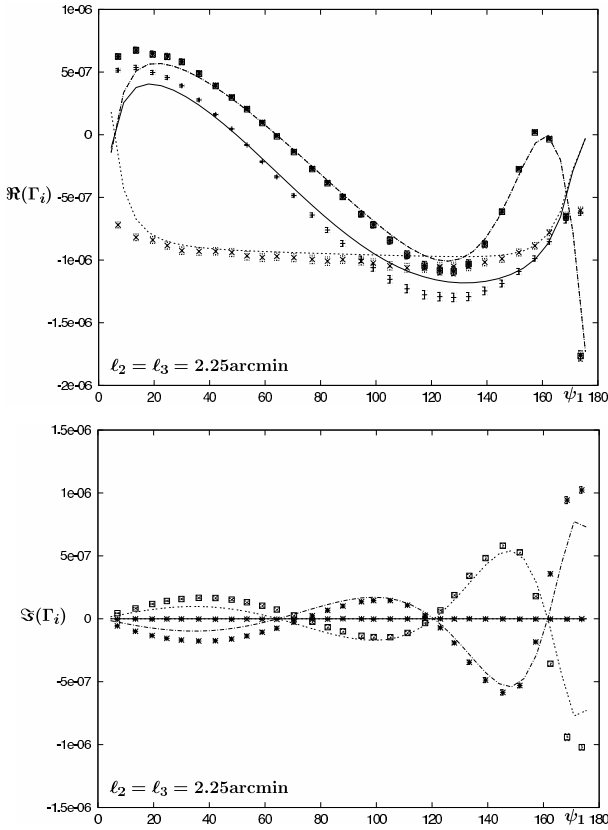 1e-06
5e-07
0
ℜ(Γi)
-5e-07
-1e-06
-1.5e-06
-2e-06
ℓ2 = ℓ3 = 2.25arcmin
0 20 40 60 80 100 120 140 160 ψ1 180
1.5e-06
1e-06
5e-07
ℑ(Γi)
0
-5e-07
-1e-06
-1.5e-06
ℓ2 = ℓ3 = 2.25arcmin
0 20 40 60 80 100 120 140 160 ψ1 180